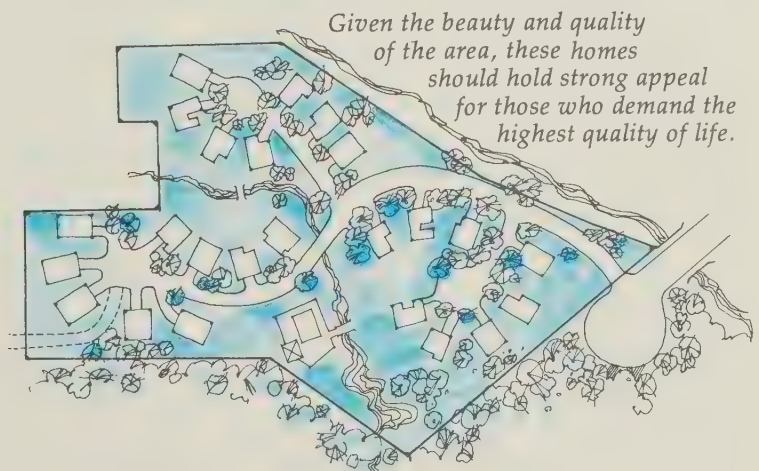 Given the beauty and quality
of the area, these homes
should hold strong appeal
for those who demand the
highest quality of life.